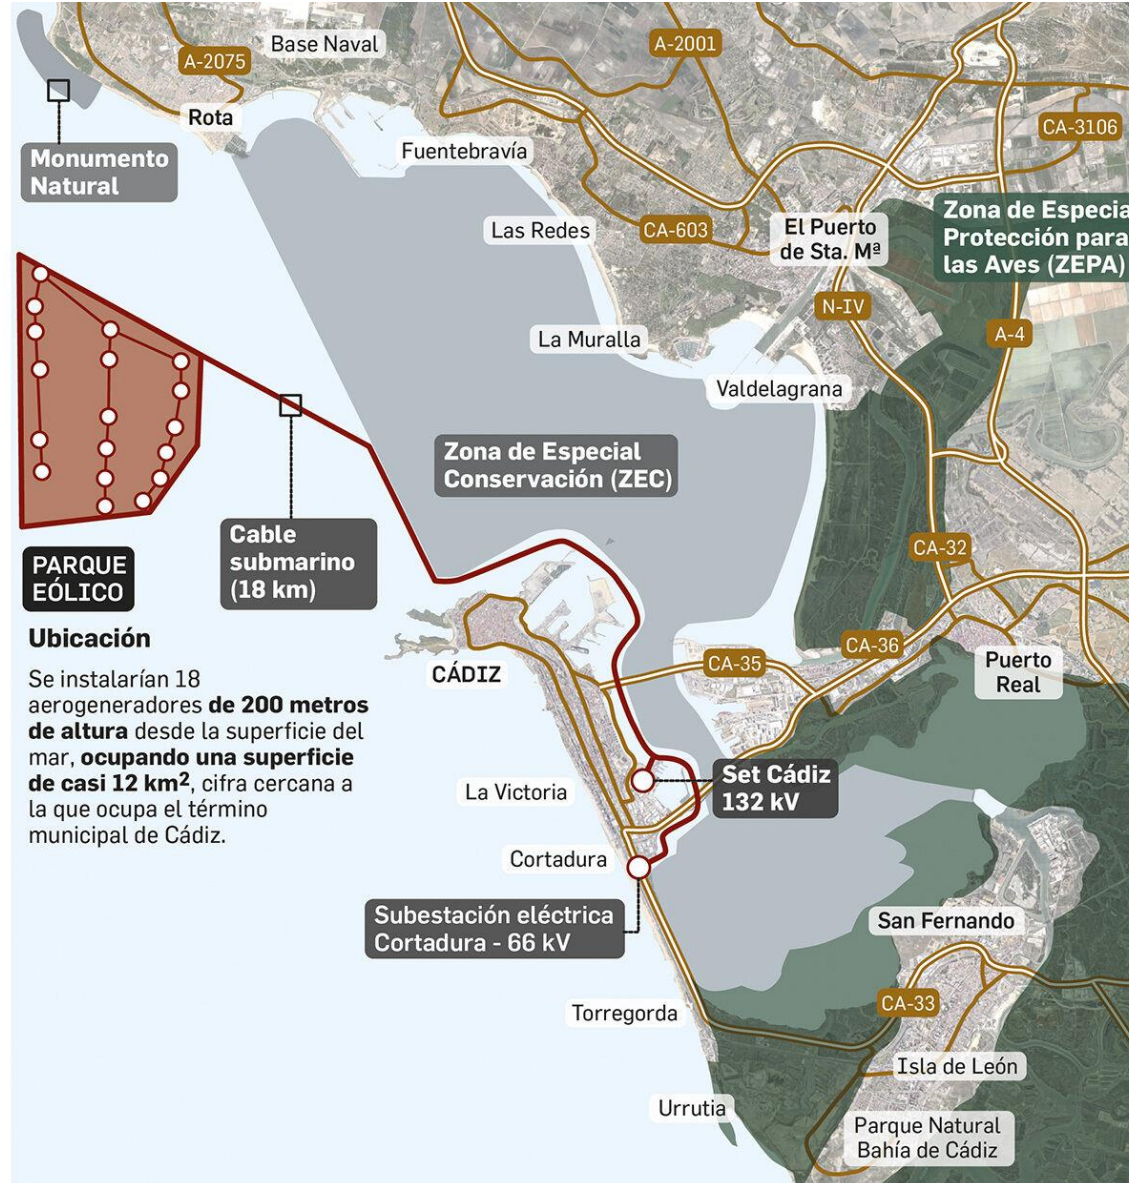 Base Naval
A-2075
A-2001
Rota
CA-3106
Monumento
Natural
Fuentebravía
Las Redes
CA-603
El Puerto
de Sta. Mª
Zona de Especia
Protección para
las Aves (ZEPA)
N-IV
A-4
La Muralla
Valdelagrana
Zona de Especial
Conservación (ZEC)
Cable
submarino
(18 km)
CA-32
PARQUE
EÓLICO
Ubicación
Se instalarían 18
aerogeneradores de 200 metros
de altura desde la superficie del
mar, ocupando una superficie
de casi 12 km², cifra cercana a
la que ocupa el término
municipal de Cádiz.
CÁDIZ
CA-35
CA-36
Puerto
Real
La Victoria
Set Cádiz
132 kV
Cortadura
Subestación eléctrica
Cortadura - 66 kV
San Fernando
Torregorda
CA-33
Isla de León
Urrutia
Parque Natural
Bahía de Cádiz